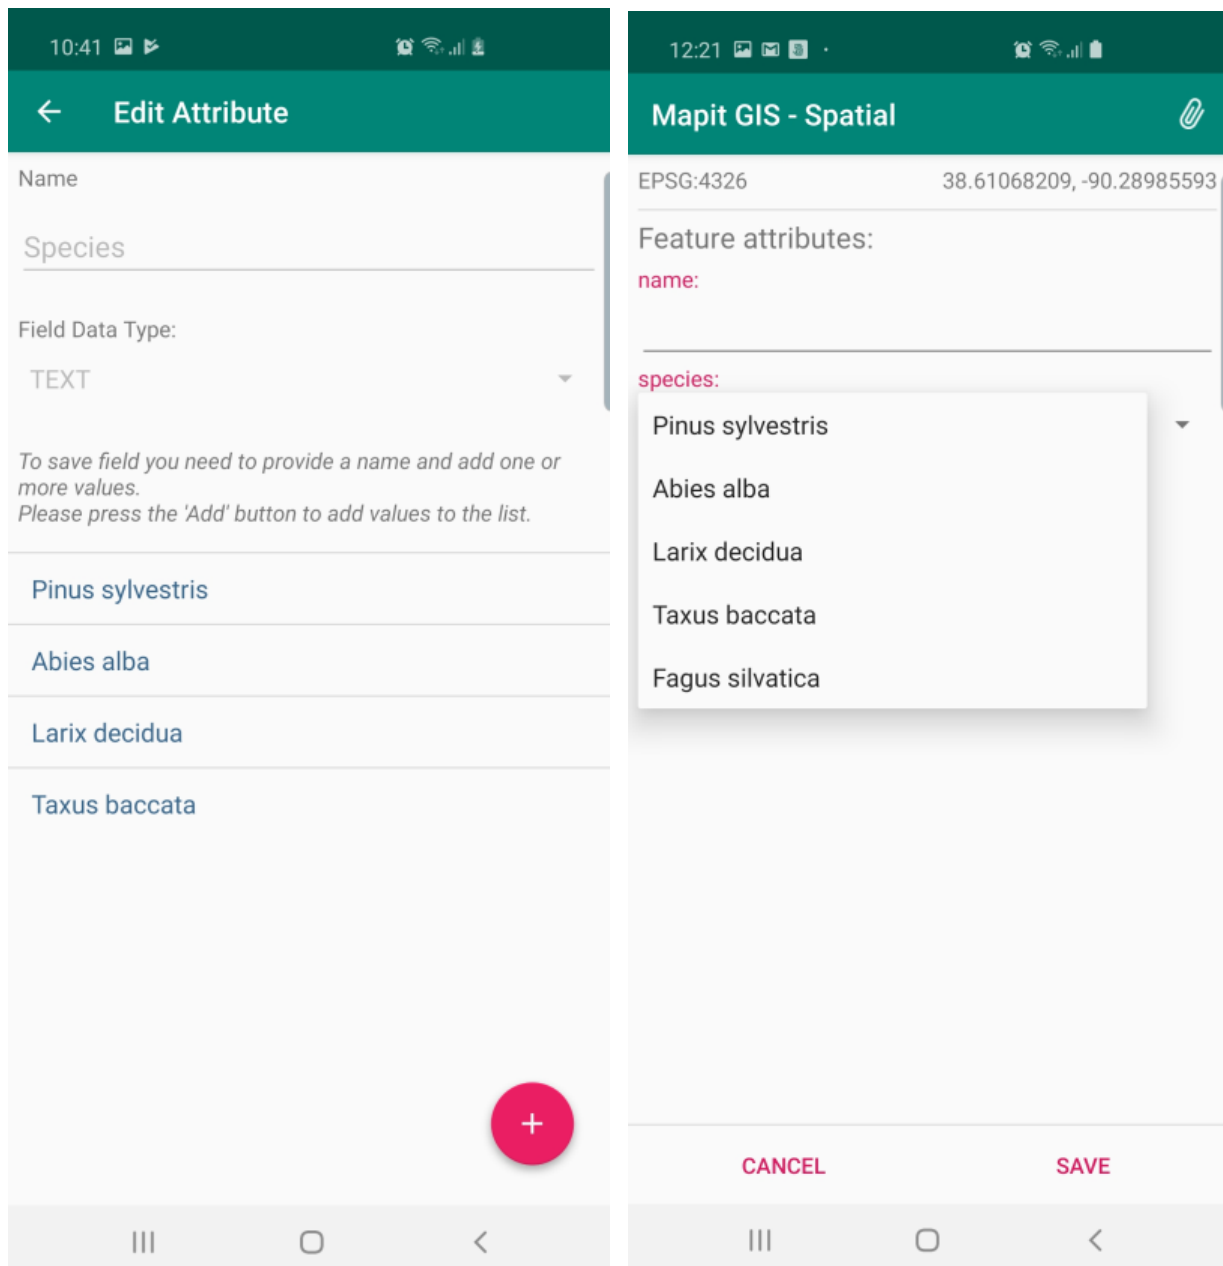 10:41
Edit Attribute
Name
Species
Field Data Type:
TEXT
To save field you need to provide a name and add one or
more values.
Please press the 'Add' button to add values to the list.
Pinus sylvestris
Abies alba
Larix decidua
Taxus baccata
12:21
Mapit GIS - Spatial
EPSG:4326 38.61068209, -90.28985593
Feature attributes:
name:
species:
Pinus sylvestris
Abies alba
Larix decidua
Taxus baccata
Fagus silvatica
CANCEL SAVE